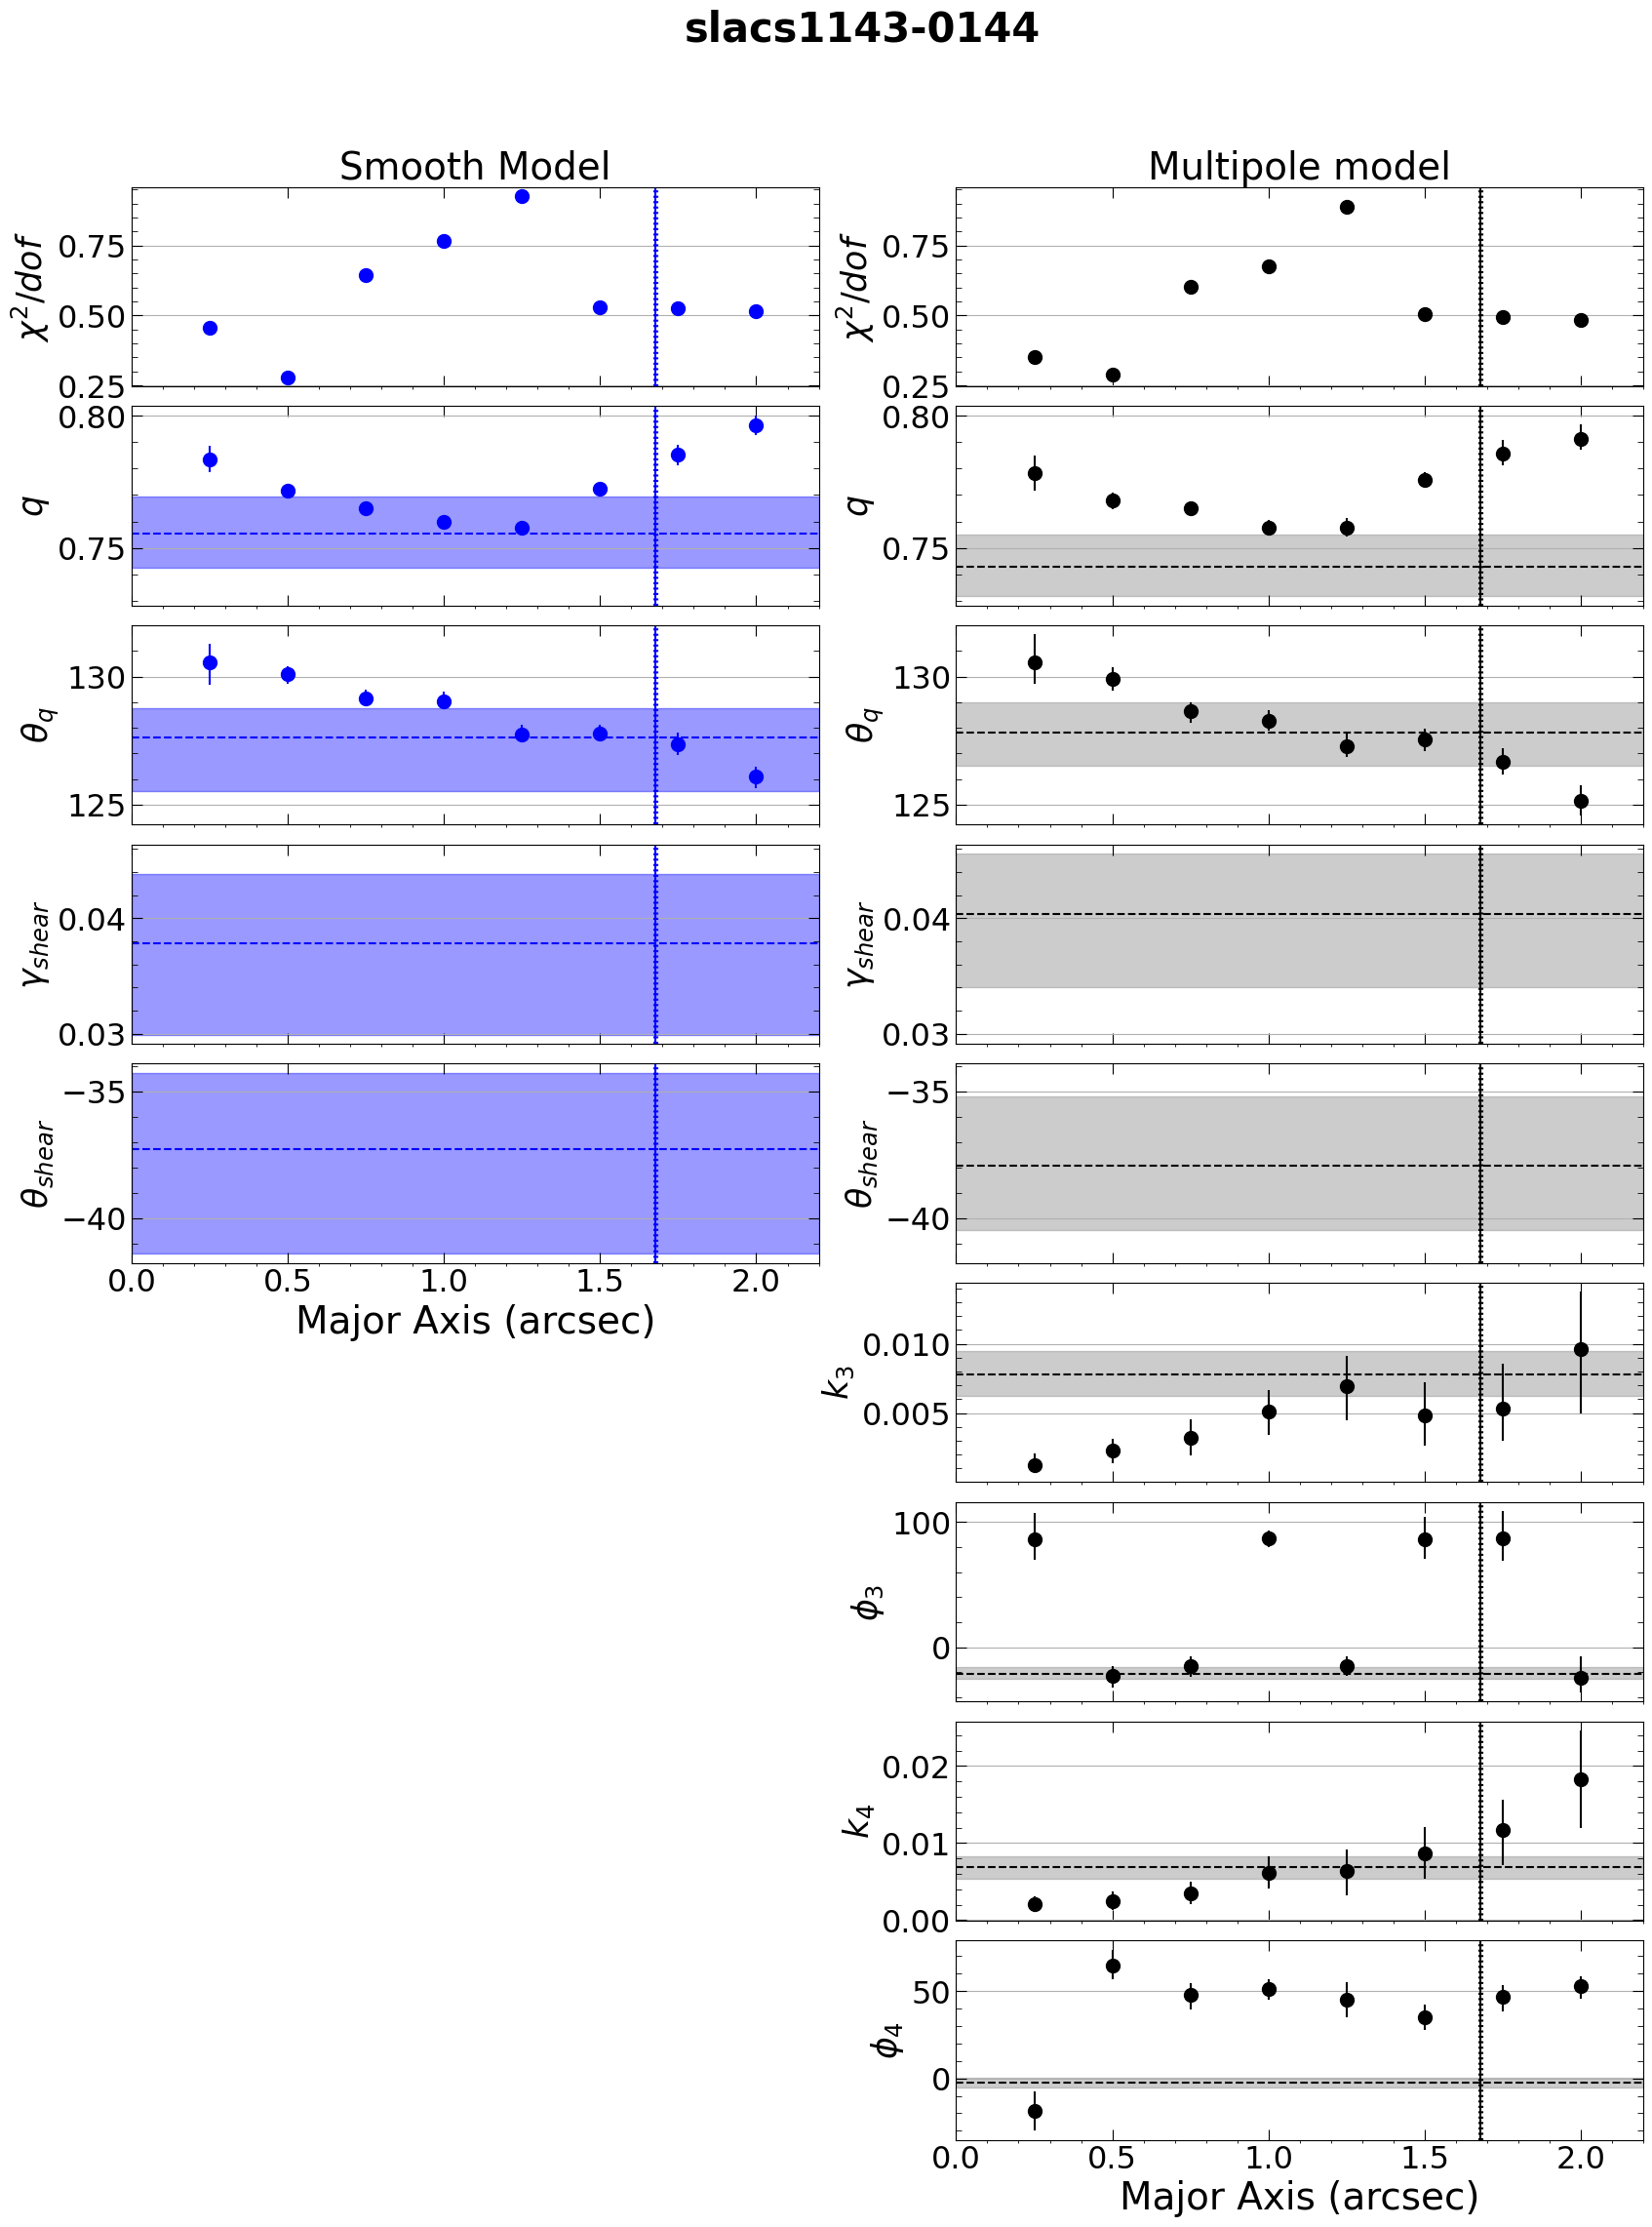 slacs1143-0144
Smooth Model
χ²/dof
0.75
0.50
0.25
q
0.80
0.75
θ_q
130
125
γ_shear
0.04
0.03
θ_shear
−35
−40
0.0 0.5 1.0 1.5 2.0
Major Axis (arcsec)
Multipole model
χ²/dof
0.75
0.50
0.25
q
0.80
0.75
θ_q
130
125
γ_shear
0.04
0.03
θ_shear
−35
−40
k₃
0.010
0.005
ϕ₃
100
0
k₄
0.02
0.01
0.00
ϕ₄
50
0
0.0 0.5 1.0 1.5 2.0
Major Axis (arcsec)